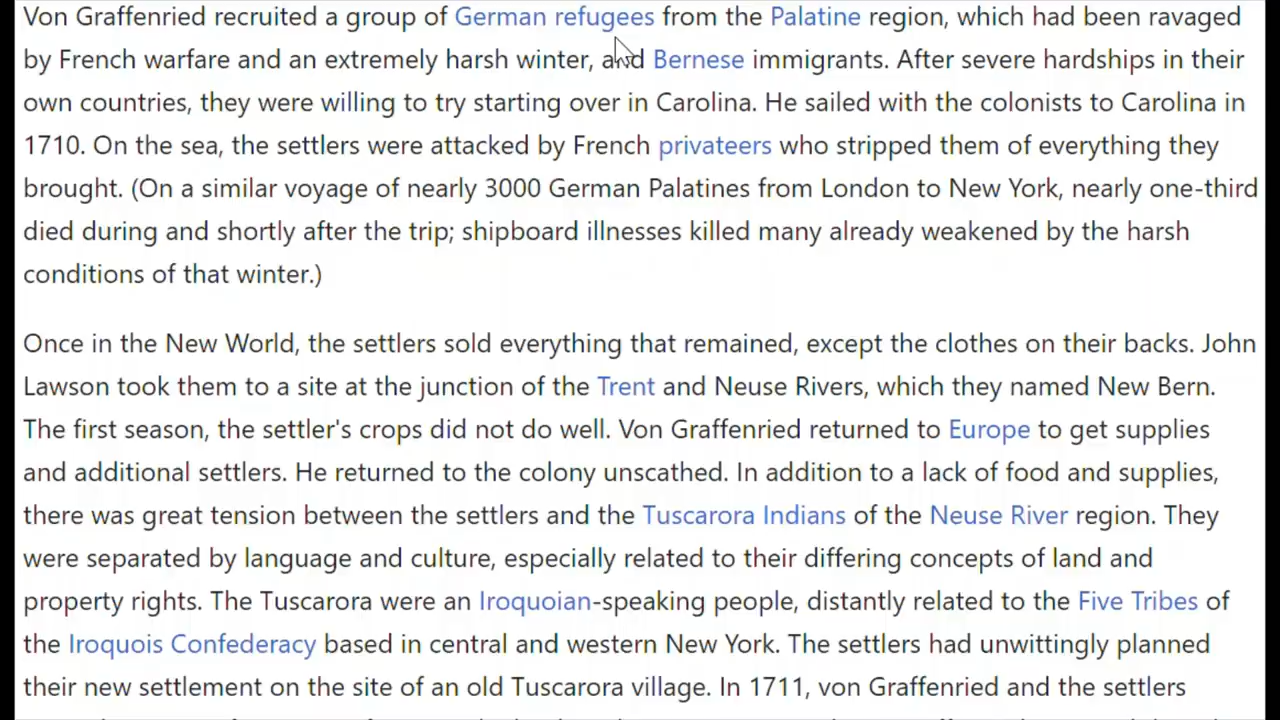 Von Graffenried recruited a group of German refugees from the Palatine region, which had been ravaged
by French warfare and an extremely harsh winter, and Bernese immigrants. After severe hardships in their
own countries, they were willing to try starting over in Carolina. He sailed with the colonists to Carolina in
1710. On the sea, the settlers were attacked by French privateers who stripped them of everything they
brought. (On a similar voyage of nearly 3000 German Palatines from London to New York, nearly one-third
died during and shortly after the trip; shipboard illnesses killed many already weakened by the harsh
conditions of that winter.)
Once in the New World, the settlers sold everything that remained, except the clothes on their backs. John
Lawson took them to a site at the junction of the Trent and Neuse Rivers, which they named New Bern.
The first season, the settler's crops did not do well. Von Graffenried returned to Europe to get supplies
and additional settlers. He returned to the colony unscathed. In addition to a lack of food and supplies,
there was great tension between the settlers and the Tuscarora Indians of the Neuse River region. They
were separated by language and culture, especially related to their differing concepts of land and
property rights. The Tuscarora were an Iroquoian-speaking people, distantly related to the Five Tribes of
the Iroquois Confederacy based in central and western New York. The settlers had unwittingly planned
their new settlement on the site of an old Tuscarora village. In 1711, von Graffenried and the settlers